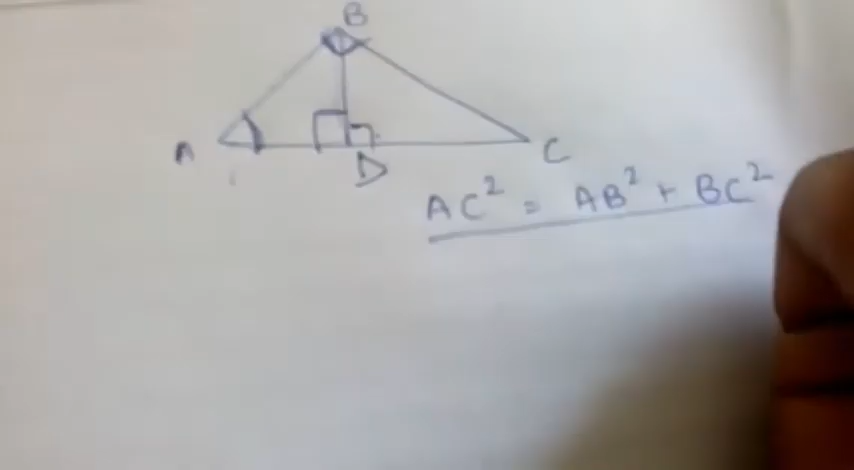 B
A
D
C
AC² = AB² + BC²